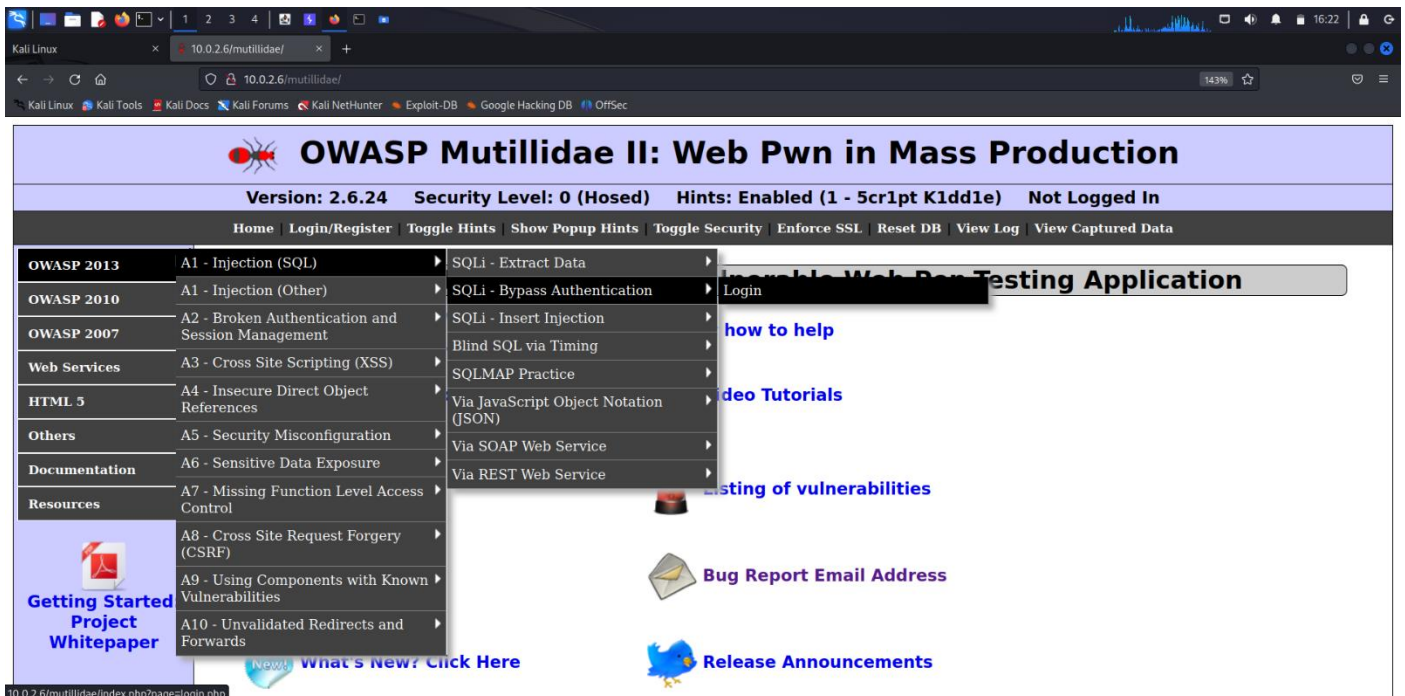 1 2 3 4 16:22
Kali Linux × 10.0.2.6/mutillidae/ × +
10.0.2.6/mutillidae/ 143%
Kali Linux Kali Tools Kali Docs Kali Forums Kali NetHunter Exploit-DB Google Hacking DB OffSec
OWASP Mutillidae II: Web Pwn in Mass Production
Version: 2.6.24 Security Level: 0 (Hosed) Hints: Enabled (1 - 5cr1pt K1dd1e) Not Logged In
Home | Login/Register | Toggle Hints | Show Popup Hints | Toggle Security | Enforce SSL | Reset DB | View Log | View Captured Data
OWASP 2013
OWASP 2010
OWASP 2007
Web Services
HTML 5
Others
Documentation
Resources
Getting Started:
Project
Whitepaper
A1 - Injection (SQL)
A1 - Injection (Other)
A2 - Broken Authentication and
Session Management
A3 - Cross Site Scripting (XSS)
A4 - Insecure Direct Object
References
A5 - Security Misconfiguration
A6 - Sensitive Data Exposure
A7 - Missing Function Level Access
Control
A8 - Cross Site Request Forgery
(CSRF)
A9 - Using Components with Known
Vulnerabilities
A10 - Unvalidated Redirects and
Forwards
SQLi - Extract Data
SQLi - Bypass Authentication
SQLi - Insert Injection
Blind SQL via Timing
SQLMAP Practice
Via JavaScript Object Notation
(JSON)
Via SOAP Web Service
Via REST Web Service
Login
Testing Application
how to help
Video Tutorials
Listing of vulnerabilities
Bug Report Email Address
New! What's New? Click Here
Release Announcements
10.0.2.6/mutillidae/index.php?page=login.php